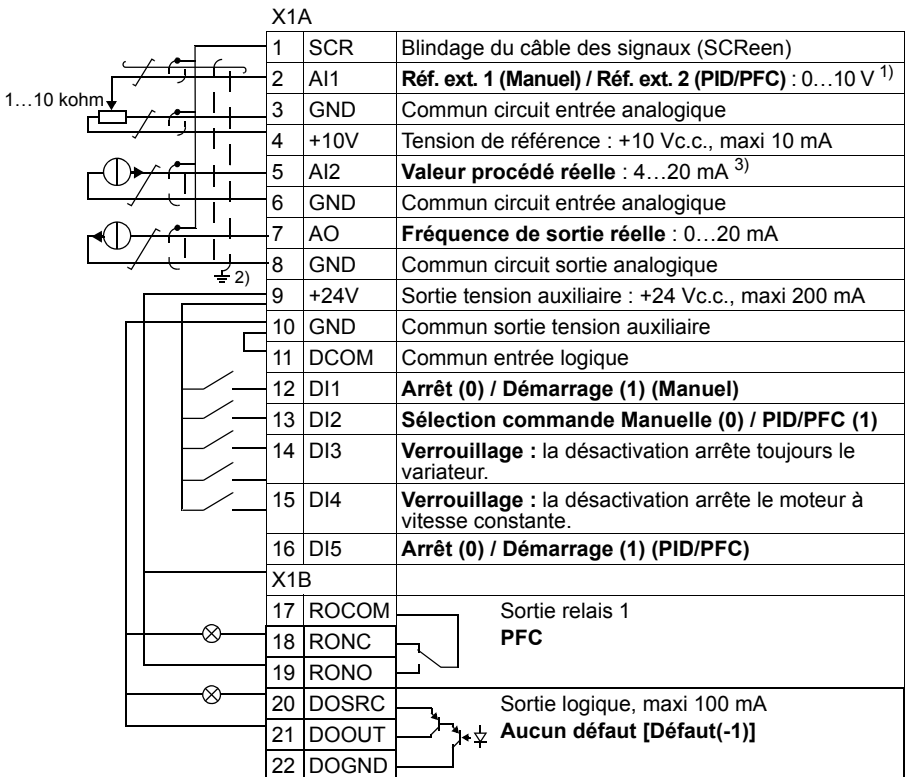 X1A
1 SCR Blindage du câble des signaux (SCReen)
2 AI1 Réf. ext. 1 (Manuel) / Réf. ext. 2 (PID/PFC) : 0…10 V 1)
1…10 kohm
3 GND Commun circuit entrée analogique
4 +10V Tension de référence : +10 Vc.c., maxi 10 mA
5 AI2 Valeur procédé réelle : 4…20 mA 3)
6 GND Commun circuit entrée analogique
7 AO Fréquence de sortie réelle : 0…20 mA
8 GND Commun circuit sortie analogique
2)
9 +24V Sortie tension auxiliaire : +24 Vc.c., maxi 200 mA
10 GND Commun sortie tension auxiliaire
11 DCOM Commun entrée logique
12 DI1 Arrêt (0) / Démarrage (1) (Manuel)
13 DI2 Sélection commande Manuelle (0) / PID/PFC (1)
14 DI3 Verrouillage : la désactivation arrête toujours le
variateur.
15 DI4 Verrouillage : la désactivation arrête le moteur à
vitesse constante.
16 DI5 Arrêt (0) / Démarrage (1) (PID/PFC)
X1B
17 ROCOM Sortie relais 1
18 RONC PFC
19 RONO
20 DOSRC Sortie logique, maxi 100 mA
21 DOOUT Aucun défaut [Défaut(-1)]
22 DOGND